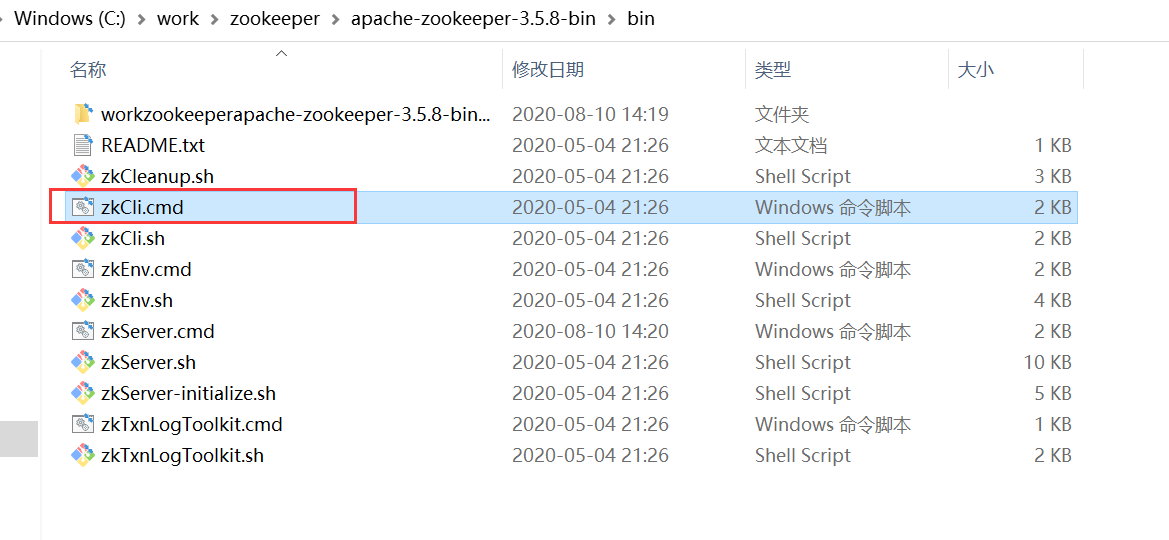 Windows (C:) > work > zookeeper > apache-zookeeper-3.5.8-bin > bin
名称 修改日期 类型 大小
workzookeeperapache-zookeeper-3.5.8-bin... 2020-08-10 14:19 文件夹
README.txt 2020-05-04 21:26 文本文档 1 KB
zkCleanup.sh 2020-05-04 21:26 Shell Script 3 KB
zkCli.cmd 2020-05-04 21:26 Windows 命令脚本 2 KB
zkCli.sh 2020-05-04 21:26 Shell Script 2 KB
zkEnv.cmd 2020-05-04 21:26 Windows 命令脚本 2 KB
zkEnv.sh 2020-05-04 21:26 Shell Script 4 KB
zkServer.cmd 2020-08-10 14:20 Windows 命令脚本 2 KB
zkServer.sh 2020-05-04 21:26 Shell Script 10 KB
zkServer-initialize.sh 2020-05-04 21:26 Shell Script 5 KB
zkTxnLogToolkit.cmd 2020-05-04 21:26 Windows 命令脚本 1 KB
zkTxnLogToolkit.sh 2020-05-04 21:26 Shell Script 2 KB